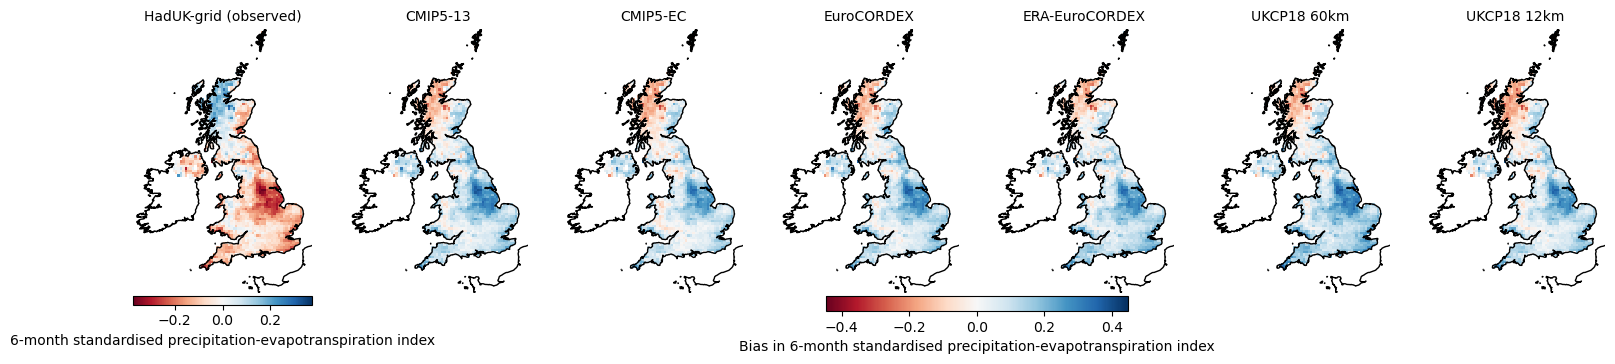 HadUK-grid (observed) CMIP5-13 CMIP5-EC EuroCORDEX ERA-EuroCORDEX UKCP18 60km UKCP18 12km
−0.2 0.0 0.2
6-month standardised precipitation-evapotranspiration index
−0.4 −0.2 0.0 0.2 0.4
Bias in 6-month standardised precipitation-evapotranspiration index